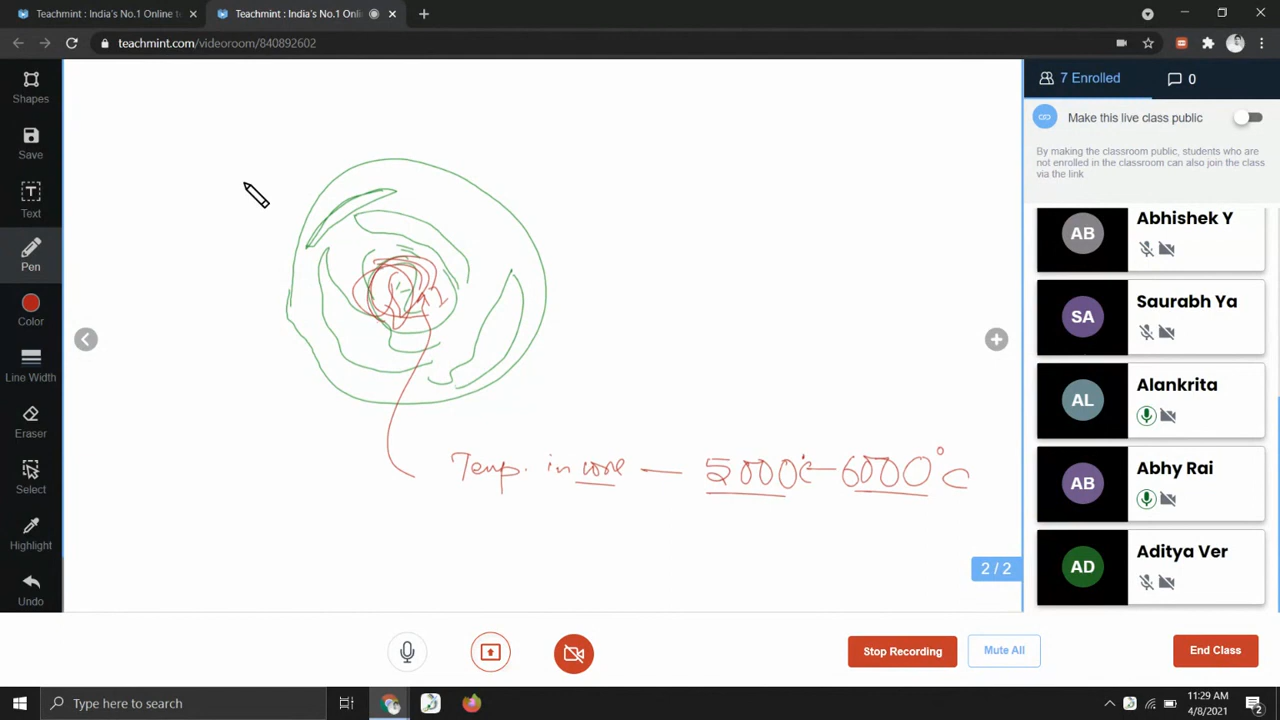 Teachmint : India's No.1 Online t
Teachmint : India's No.1 Onli
teachmint.com/videoroom/840892602
Shapes
Save
Text
Pen
Color
Line Width
Eraser
Select
Highlight
Undo
Temp. in core — 5000°C – 6000°C
2 / 2
7 Enrolled
0
Make this live class public
By making the classroom public, students who are
not enrolled in the classroom can also join the class
via the link
AB Abhishek Y
SA Saurabh Ya
AL Alankrita
AB Abhy Rai
AD Aditya Ver
Stop Recording
Mute All
End Class
Type here to search
11:29 AM
4/8/2021
2